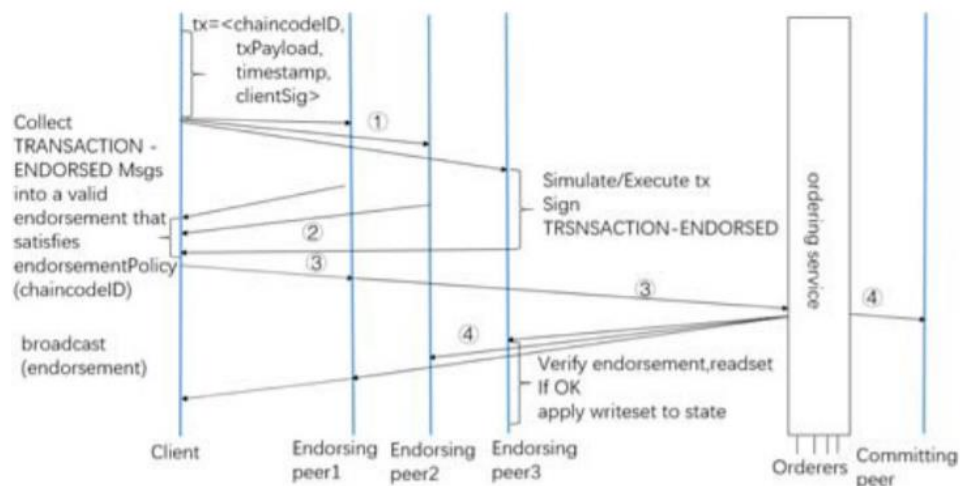 tx=<chaincodeID,
txPayload,
timestamp,
clientSig>
Collect
TRANSACTION -
ENDORSED Msgs
into a valid
endorsement that
satisfies
endorsementPolicy
(chaincodeID)
①
Simulate/Execute tx
Sign
TRSNSACTION-ENDORSED
②
③
③
ordering service
④
④
broadcast
(endorsement)
Verify endorsement,readset
If OK
apply writeset to state
Client
Endorsing
peer1
Endorsing
peer2
Endorsing
peer3
Orderers
Committing
peer